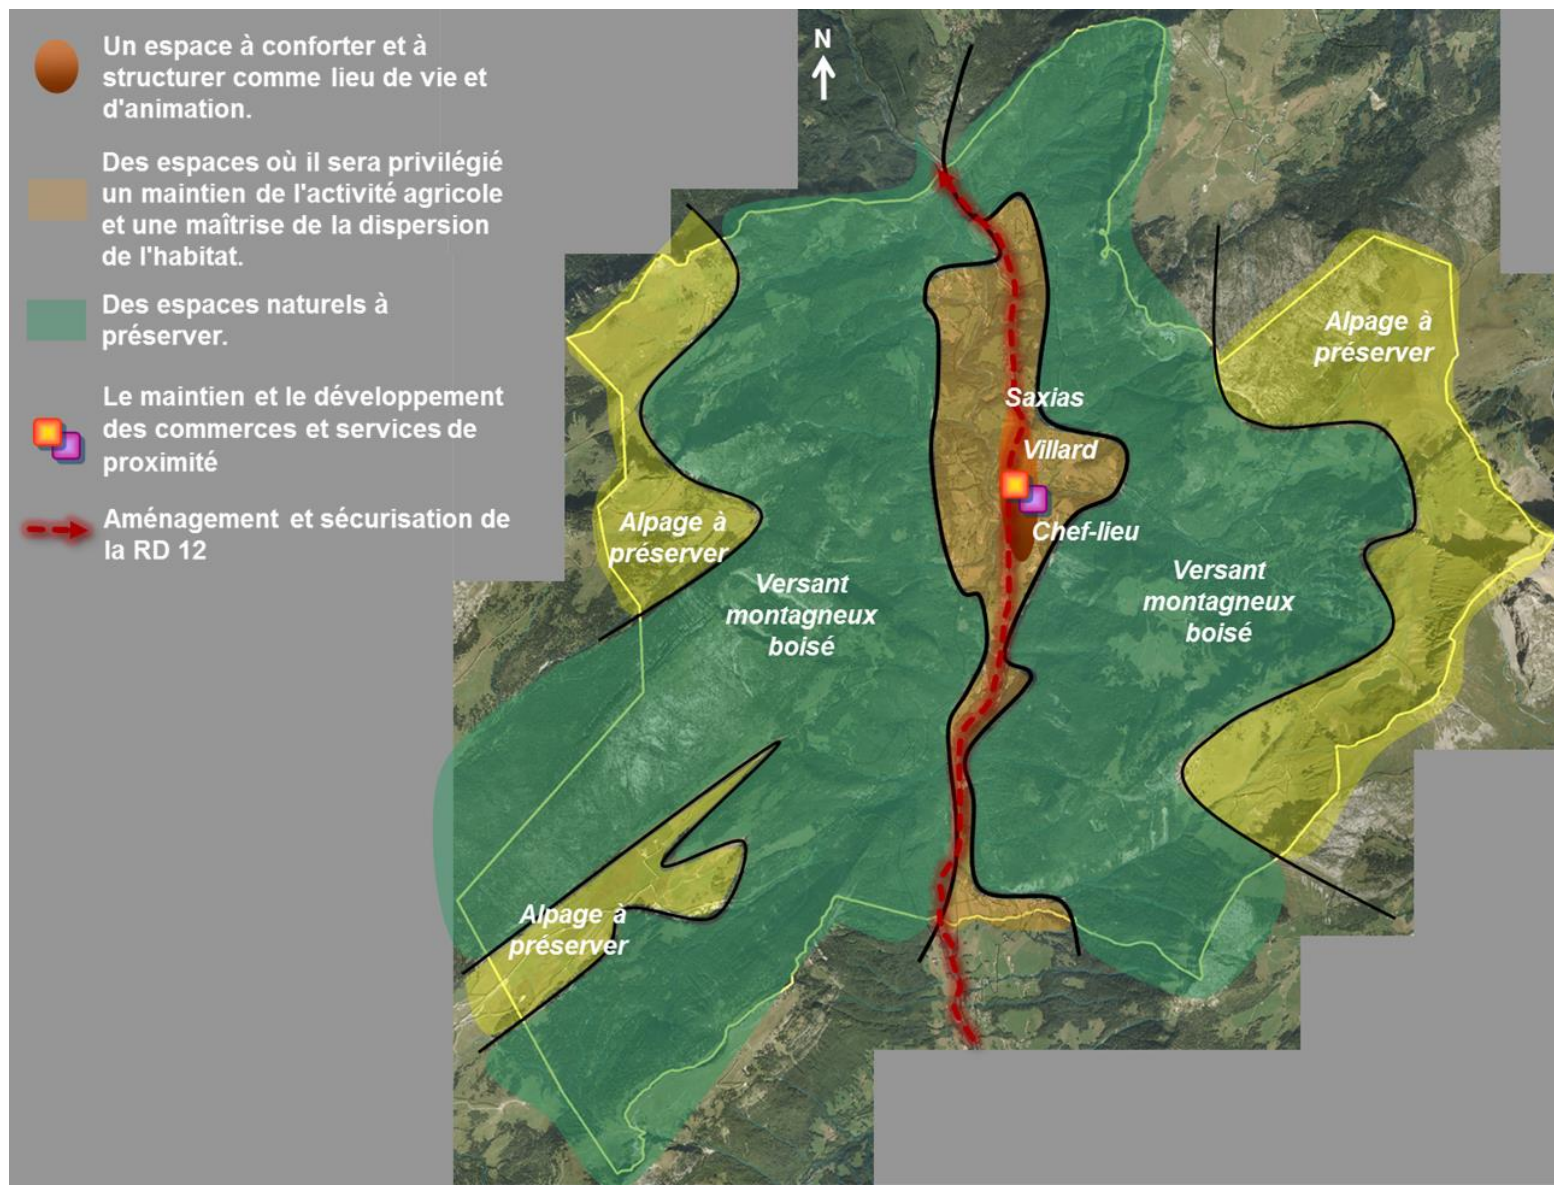 Un espace à conforter et à
structurer comme lieu de vie et
d'animation.
Des espaces où il sera privilégié
un maintien de l'activité agricole
et une maîtrise de la dispersion
de l'habitat.
Des espaces naturels à
préserver.
Le maintien et le développement
des commerces et services de
proximité
Aménagement et sécurisation de
la RD 12
N
Alpage à
préserver
Saxias
Villard
Chef-lieu
Alpage à
préserver
Versant
montagneux
boisé
Versant
montagneux
boisé
Alpage à
préserver